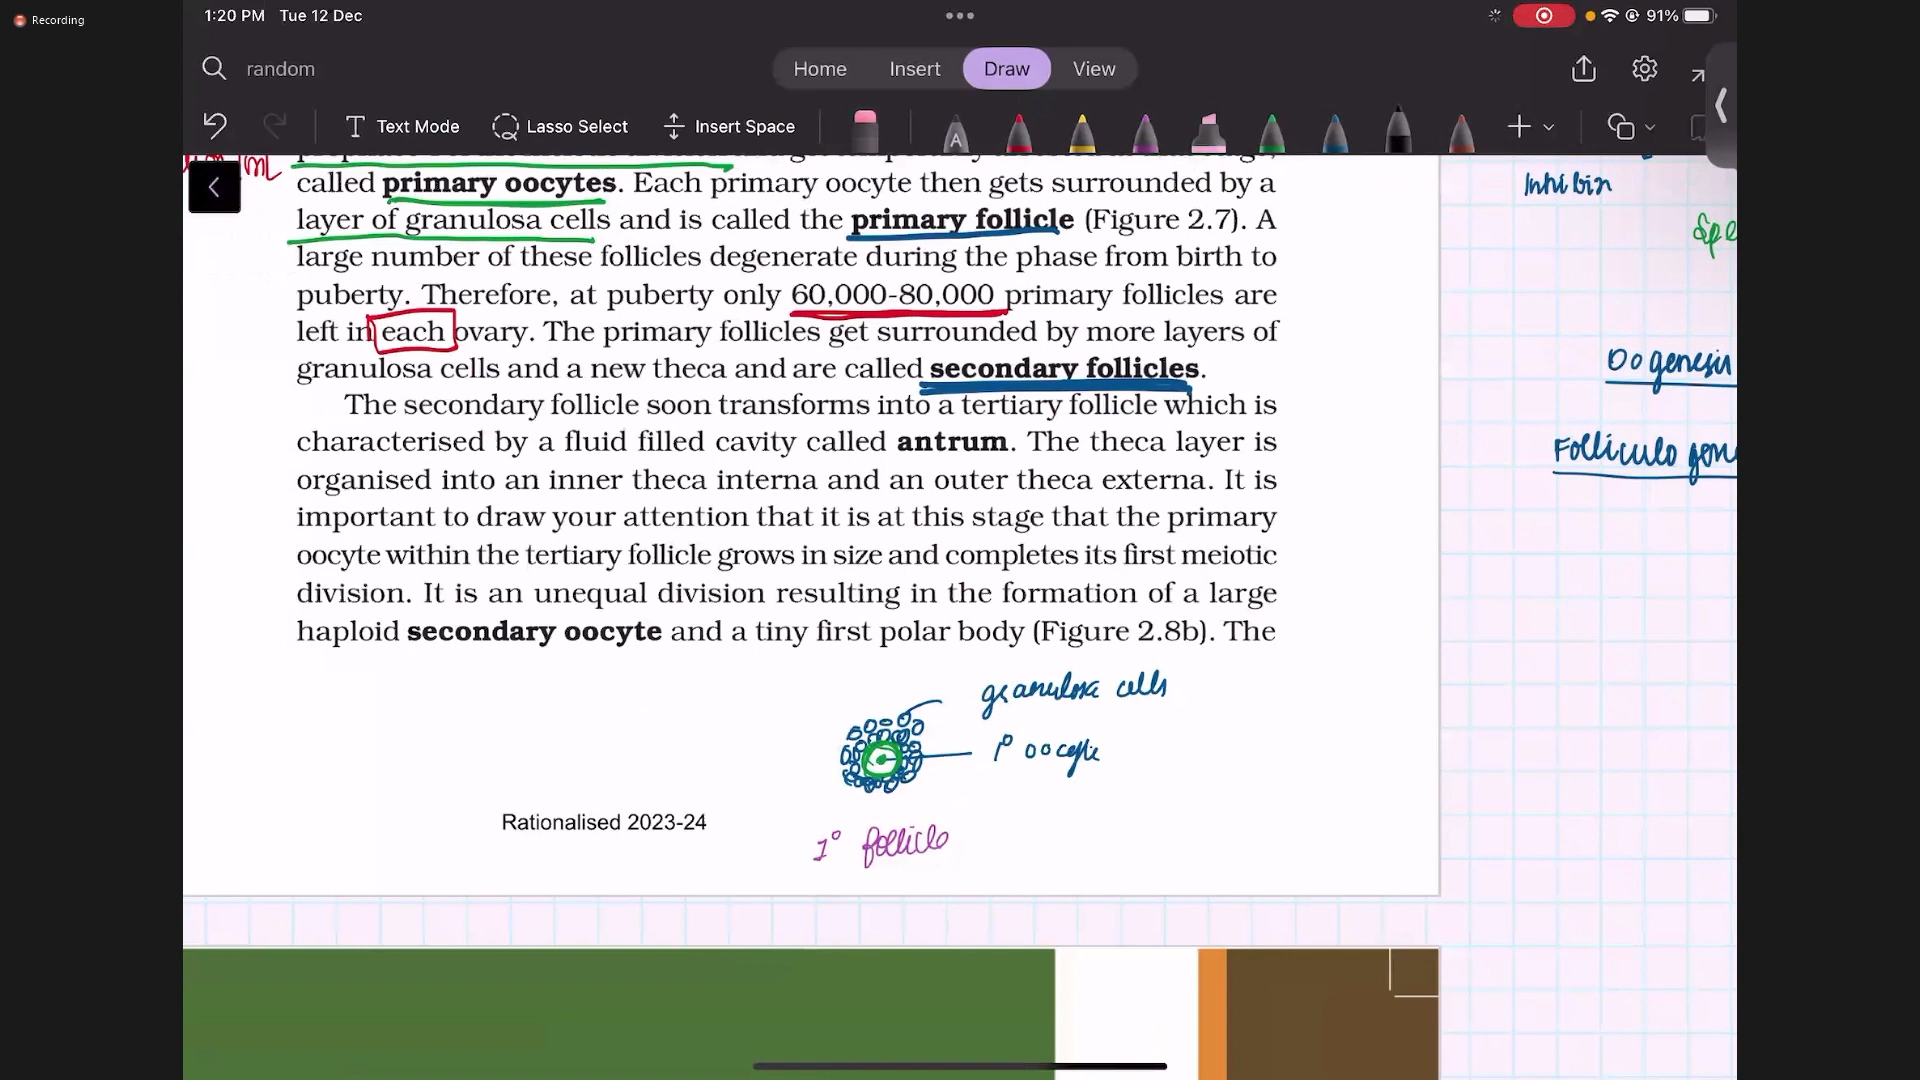 Recording
1:20 PM Tue 12 Dec
91%
random
Home Insert Draw View
Text Mode Lasso Select Insert Space
A
called primary oocytes. Each primary oocyte then gets surrounded by a
layer of granulosa cells and is called the primary follicle (Figure 2.7). A
large number of these follicles degenerate during the phase from birth to
puberty. Therefore, at puberty only 60,000-80,000 primary follicles are
left in each ovary. The primary follicles get surrounded by more layers of
granulosa cells and a new theca and are called secondary follicles.
The secondary follicle soon transforms into a tertiary follicle which is
characterised by a fluid filled cavity called antrum. The theca layer is
organised into an inner theca interna and an outer theca externa. It is
important to draw your attention that it is at this stage that the primary
oocyte within the tertiary follicle grows in size and completes its first meiotic
division. It is an unequal division resulting in the formation of a large
haploid secondary oocyte and a tiny first polar body (Figure 2.8b). The
granulosa cells
1° oocyte
Rationalised 2023-24
1° follicle
Inhibin
Spe
Oogenesis
Folliculo gene